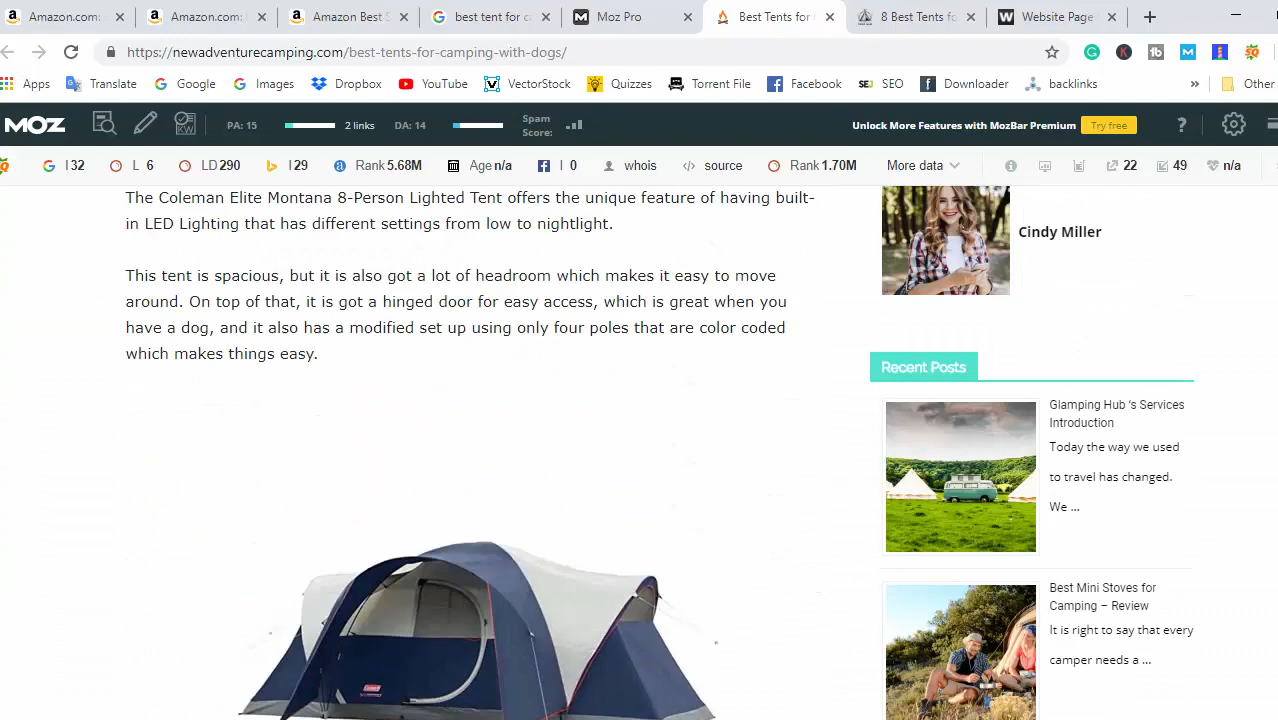 Amazon.com:
Amazon.com:
Amazon Best S
best tent for c
Moz Pro
Best Tents for
8 Best Tents fo
Website Page
https://newadventurecamping.com/best-tents-for-camping-with-dogs/
Apps
Translate
Google
Images
Dropbox
YouTube
VectorStock
Quizzes
Torrent File
Facebook
SEO
Downloader
backlinks
Other
MOZ
PA: 15
2 links
DA: 14
Spam
Score:
Unlock More Features with MozBar Premium
Try free
I 32
L 6
LD 290
I 29
Rank 5.68M
Age n/a
I 0
whois
source
Rank 1.70M
More data
22
49
n/a
The Coleman Elite Montana 8-Person Lighted Tent offers the unique feature of having built-
in LED Lighting that has different settings from low to nightlight.
This tent is spacious, but it is also got a lot of headroom which makes it easy to move
around. On top of that, it is got a hinged door for easy access, which is great when you
have a dog, and it also has a modified set up using only four poles that are color coded
which makes things easy.
Cindy Miller
Recent Posts
Glamping Hub 's Services
Introduction
Today the way we used
to travel has changed.
We ...
Best Mini Stoves for
Camping – Review
It is right to say that every
camper needs a ...